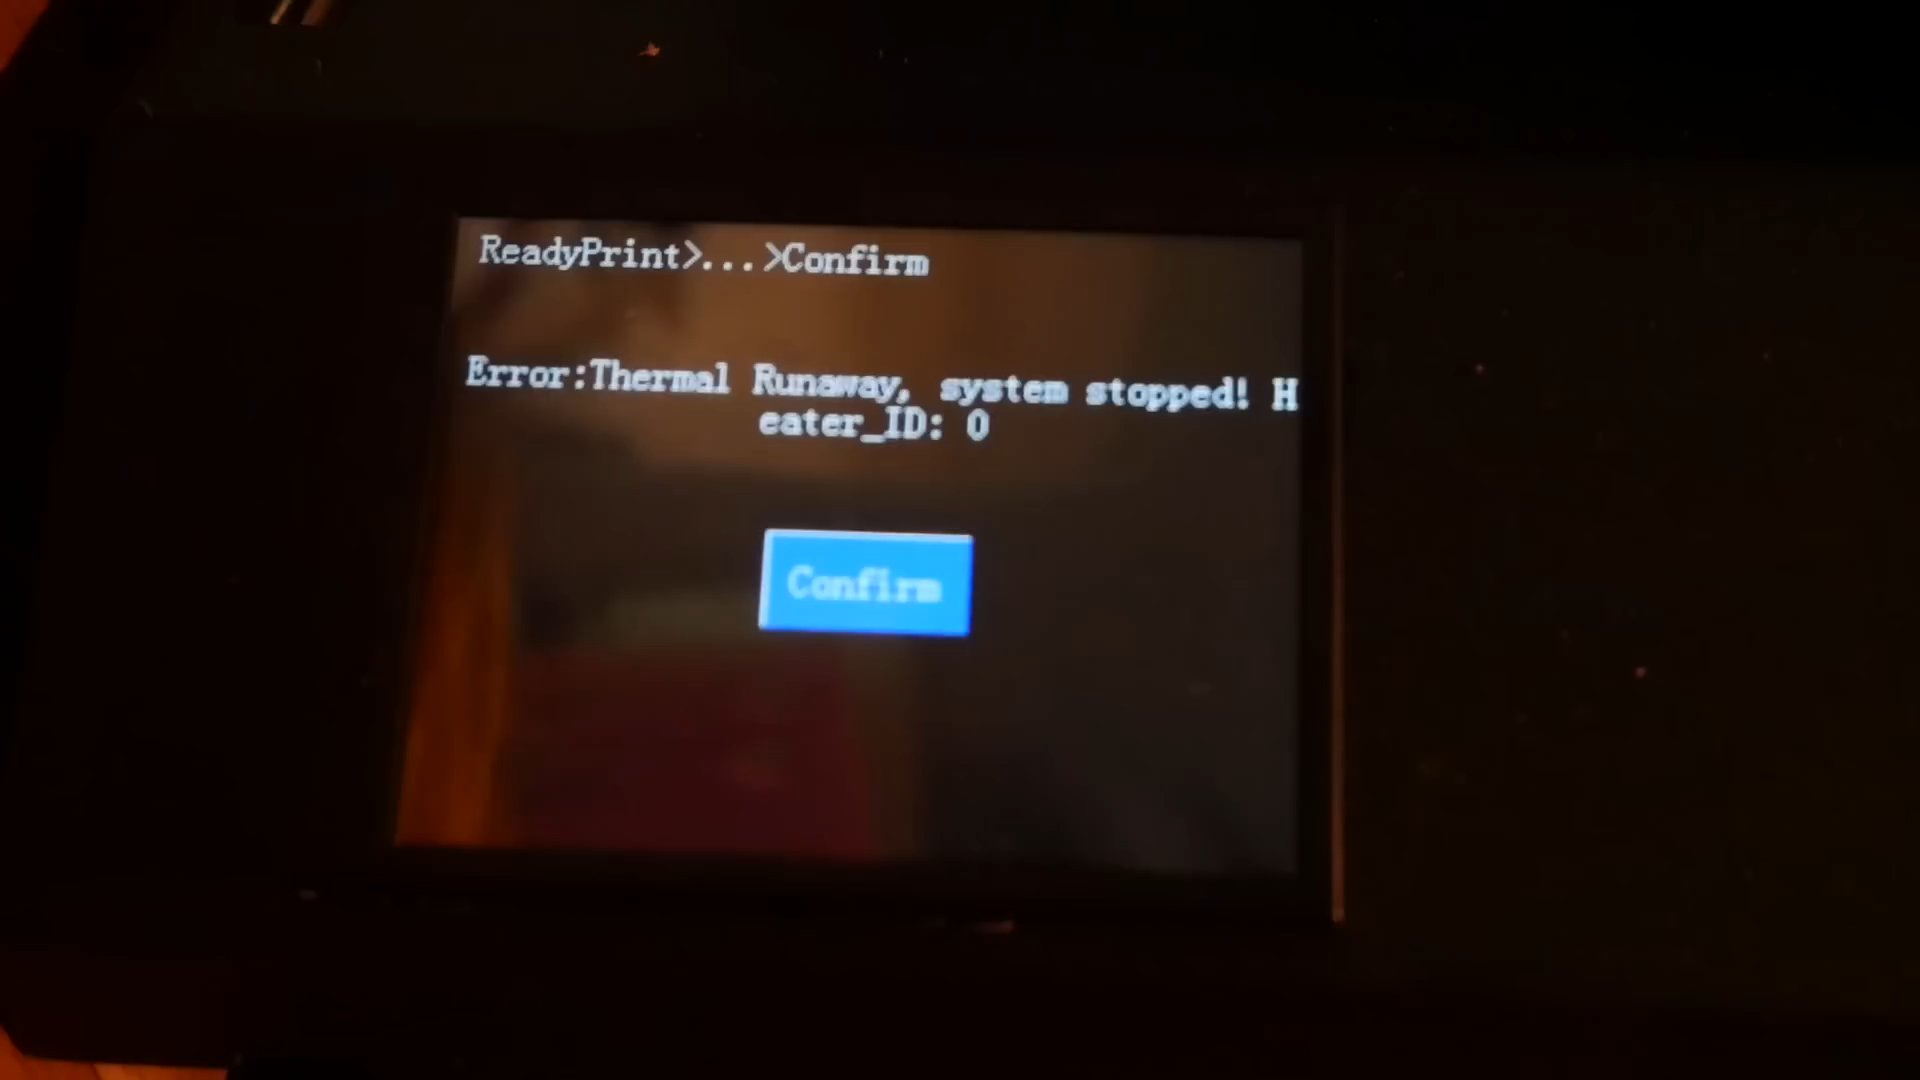 ReadyPrint>...>Confirm
Error:Thermal Runaway, system stopped! H
eater_ID: 0
Confirm